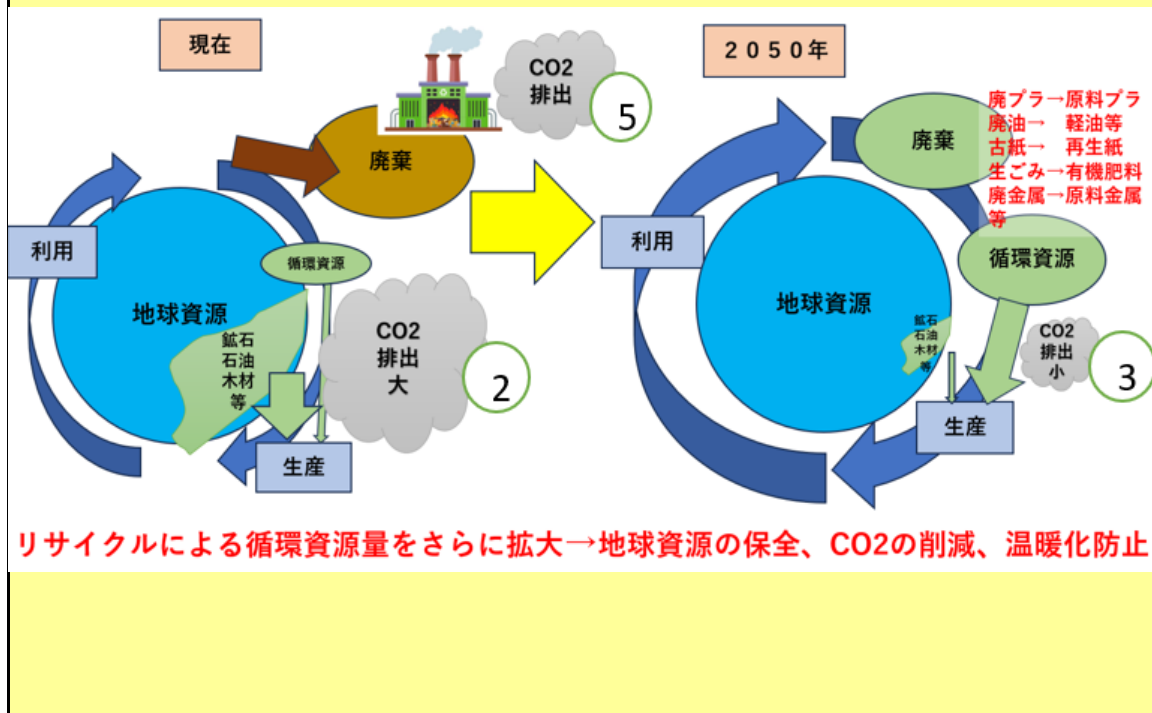 現在
CO2
排出
5
廃棄
利用
循環資源
地球資源
鉱石
石油
木材
等
CO2
排出
大
2
生産
２０５０年
廃棄
廃プラ→原料プラ
廃油→　軽油等
古紙→　再生紙
生ごみ→有機肥料
廃金属→原料金属
等
利用
循環資源
地球資源
鉱石
石油
木材
等
CO2
排出
小
3
生産
リサイクルによる循環資源量をさらに拡大→地球資源の保全、CO2の削減、温暖化防止